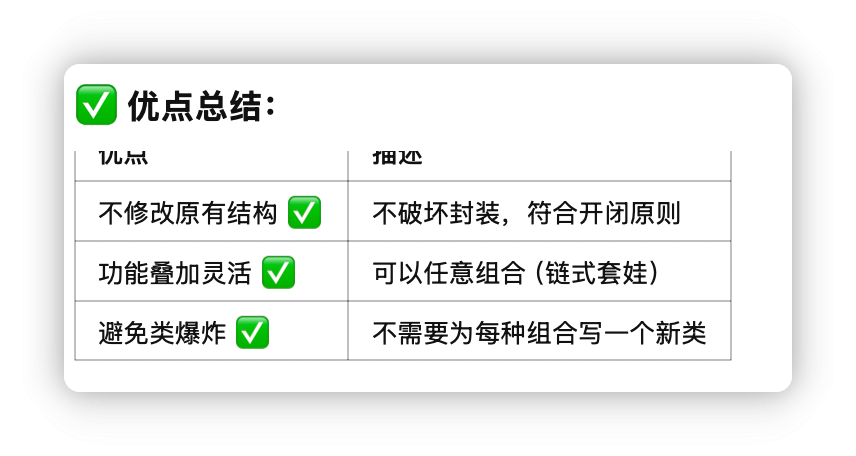 ✅ 优点总结：
优点 描述
不修改原有结构 ✅ 不破坏封装，符合开闭原则
功能叠加灵活 ✅ 可以任意组合（链式套娃）
避免类爆炸 ✅ 不需要为每种组合写一个新类